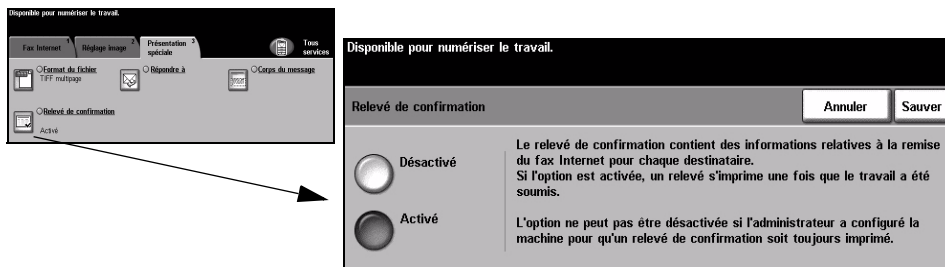 Disponible pour numériser le travail.
Fax Internet 1
Réglage image 2
Présentation spéciale 3
Tous services
Format du fichier
TIFF multipage
Répondre à
Corps du message
Relevé de confirmation
Activé
Disponible pour numériser le travail.
Relevé de confirmation
Annuler
Sauver
Désactivé
Activé
Le relevé de confirmation contient des informations relatives à la remise
du fax Internet pour chaque destinataire.
Si l'option est activée, un relevé s'imprime une fois que le travail a été
soumis.
L'option ne peut pas être désactivée si l'administrateur a configuré la
machine pour qu'un relevé de confirmation soit toujours imprimé.